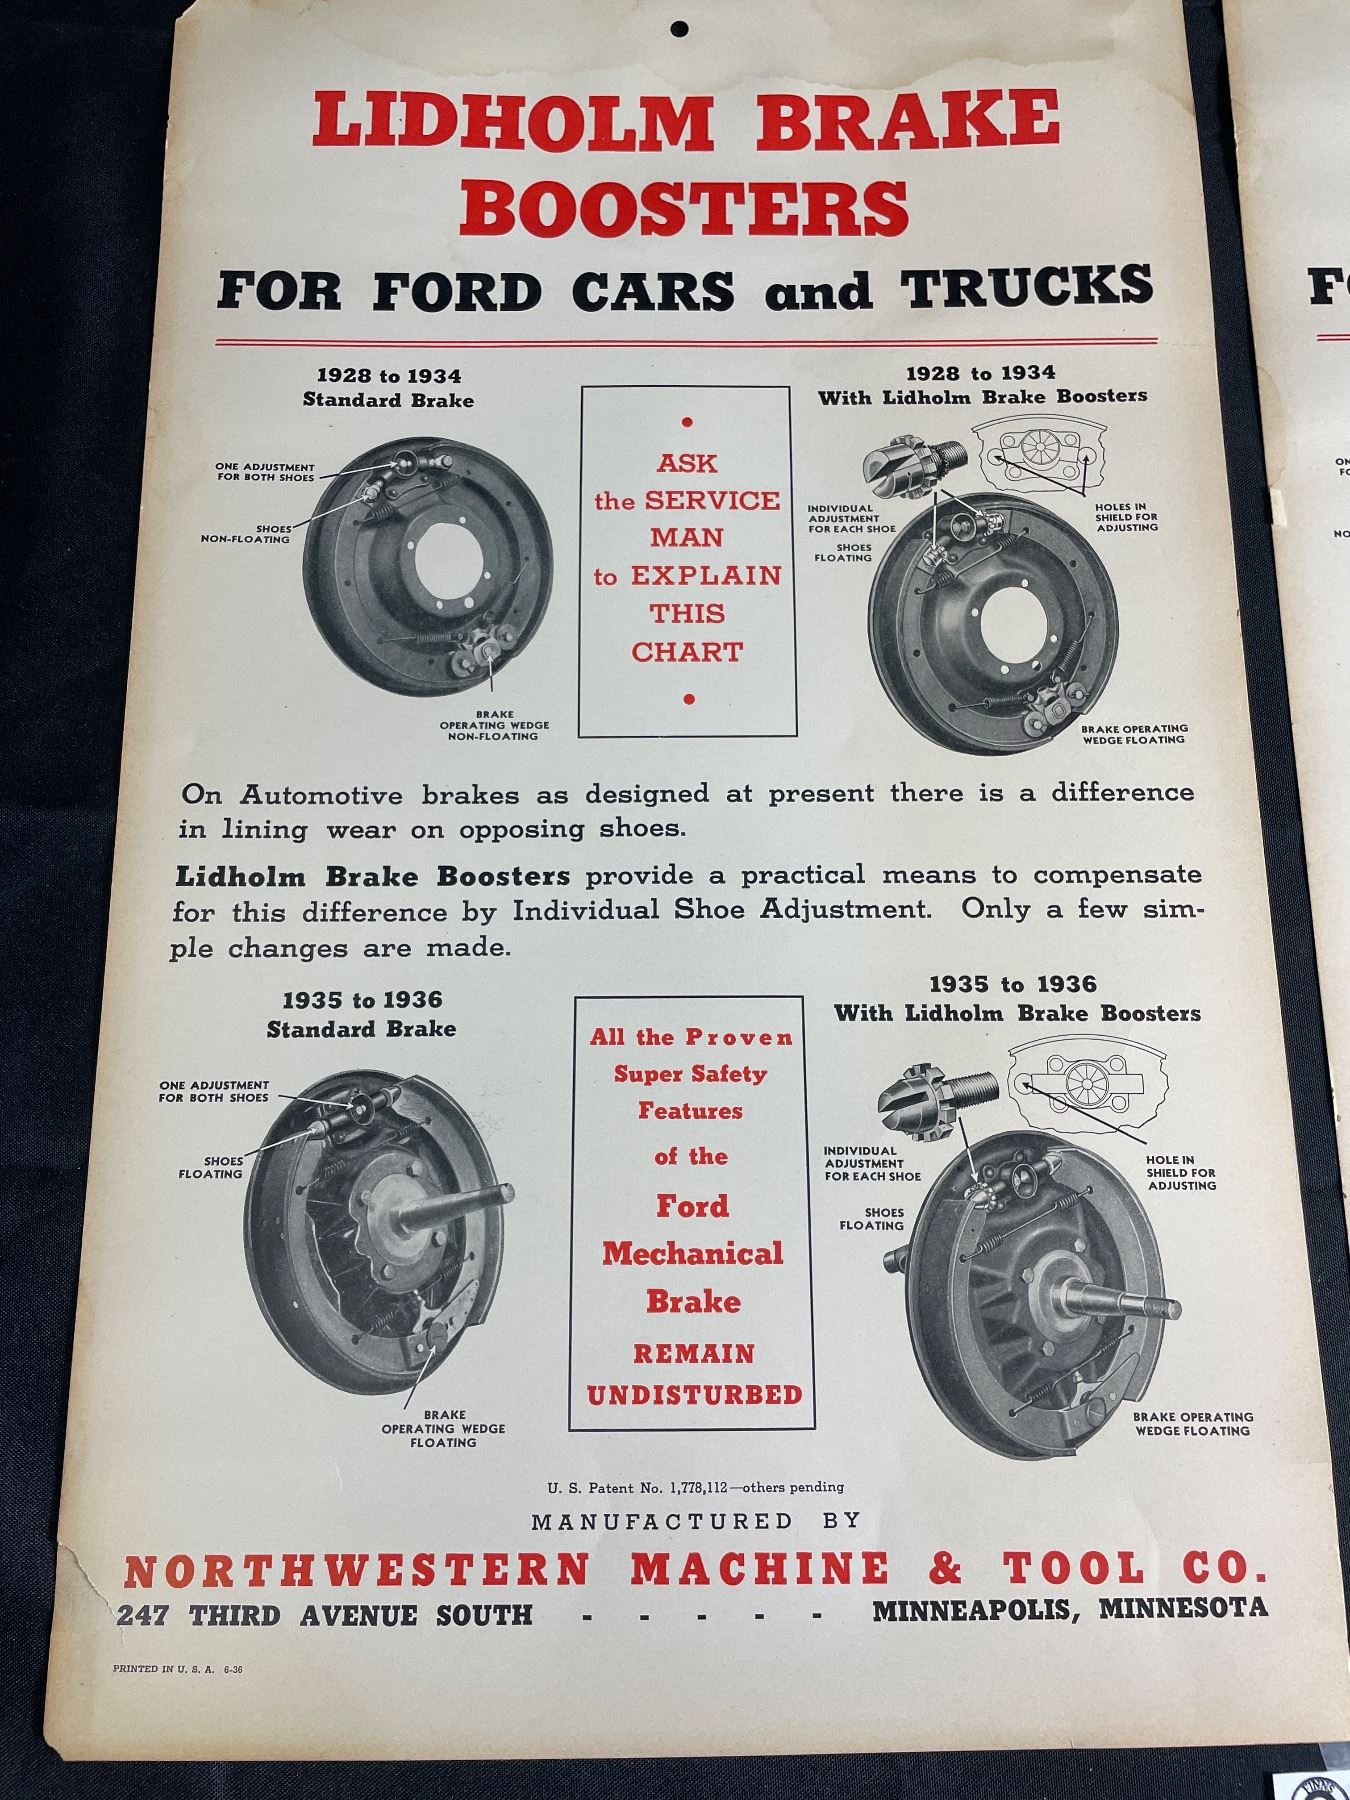 LIDHOLM BRAKE
BOOSTERS
FOR FORD CARS and TRUCKS
1928 to 1934
Standard Brake
ONE ADJUSTMENT
FOR BOTH SHOES
SHOES
NON-FLOATING
BRAKE
OPERATING WEDGE
NON-FLOATING
ASK
the SERVICE
MAN
to EXPLAIN
THIS
CHART
1928 to 1934
With Lidholm Brake Boosters
INDIVIDUAL
ADJUSTMENT
FOR EACH SHOE
SHOES
FLOATING
HOLES IN
SHIELD FOR
ADJUSTING
BRAKE OPERATING
WEDGE FLOATING
On Automotive brakes as designed at present there is a difference
in lining wear on opposing shoes.
Lidholm Brake Boosters provide a practical means to compensate
for this difference by Individual Shoe Adjustment. Only a few sim-
ple changes are made.
1935 to 1936
Standard Brake
ONE ADJUSTMENT
FOR BOTH SHOES
SHOES
FLOATING
BRAKE
OPERATING WEDGE
FLOATING
All the Proven
Super Safety
Features
of the
Ford
Mechanical
Brake
REMAIN
UNDISTURBED
1935 to 1936
With Lidholm Brake Boosters
INDIVIDUAL
ADJUSTMENT
FOR EACH SHOE
SHOES
FLOATING
HOLE IN
SHIELD FOR
ADJUSTING
BRAKE OPERATING
WEDGE FLOATING
U. S. Patent No. 1,778,112—others pending
MANUFACTURED BY
NORTHWESTERN MACHINE & TOOL CO.
247 THIRD AVENUE SOUTH - - - - - MINNEAPOLIS, MINNESOTA
PRINTED IN U. S. A. 6-36